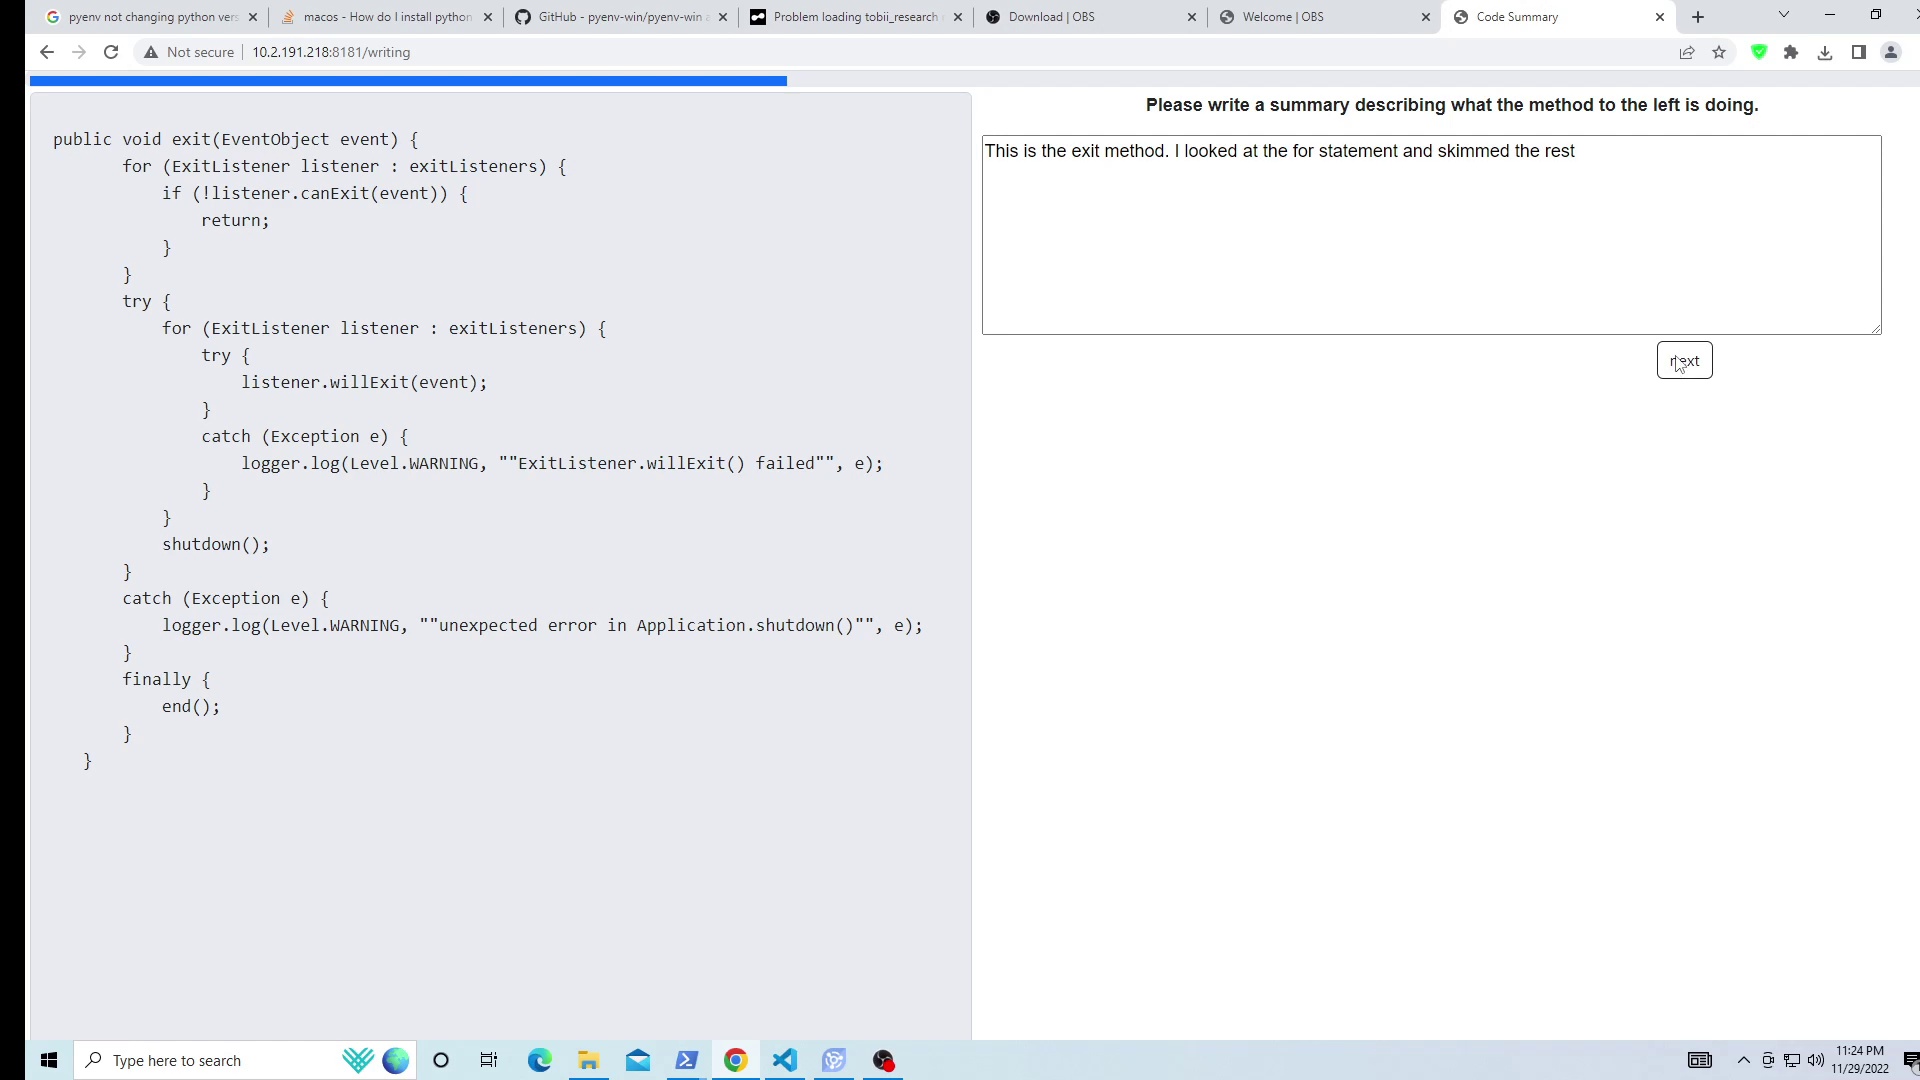 pyenv not changing python vers
macos - How do I install python
GitHub - pyenv-win/pyenv-win a
Problem loading tobii_research
Download | OBS
Welcome | OBS
Code Summary
Not secure
10.2.191.218:8181/writing
public void exit(EventObject event) {
for (ExitListener listener : exitListeners) {
if (!listener.canExit(event)) {
return;
}
}
try {
for (ExitListener listener : exitListeners) {
try {
listener.willExit(event);
}
catch (Exception e) {
logger.log(Level.WARNING, ""ExitListener.willExit() failed"", e);
}
}
shutdown();
}
catch (Exception e) {
logger.log(Level.WARNING, ""unexpected error in Application.shutdown()"", e);
}
finally {
end();
}
}
Please write a summary describing what the method to the left is doing.
This is the exit method. I looked at the for statement and skimmed the rest
next
Type here to search
11:24 PM
11/29/2022